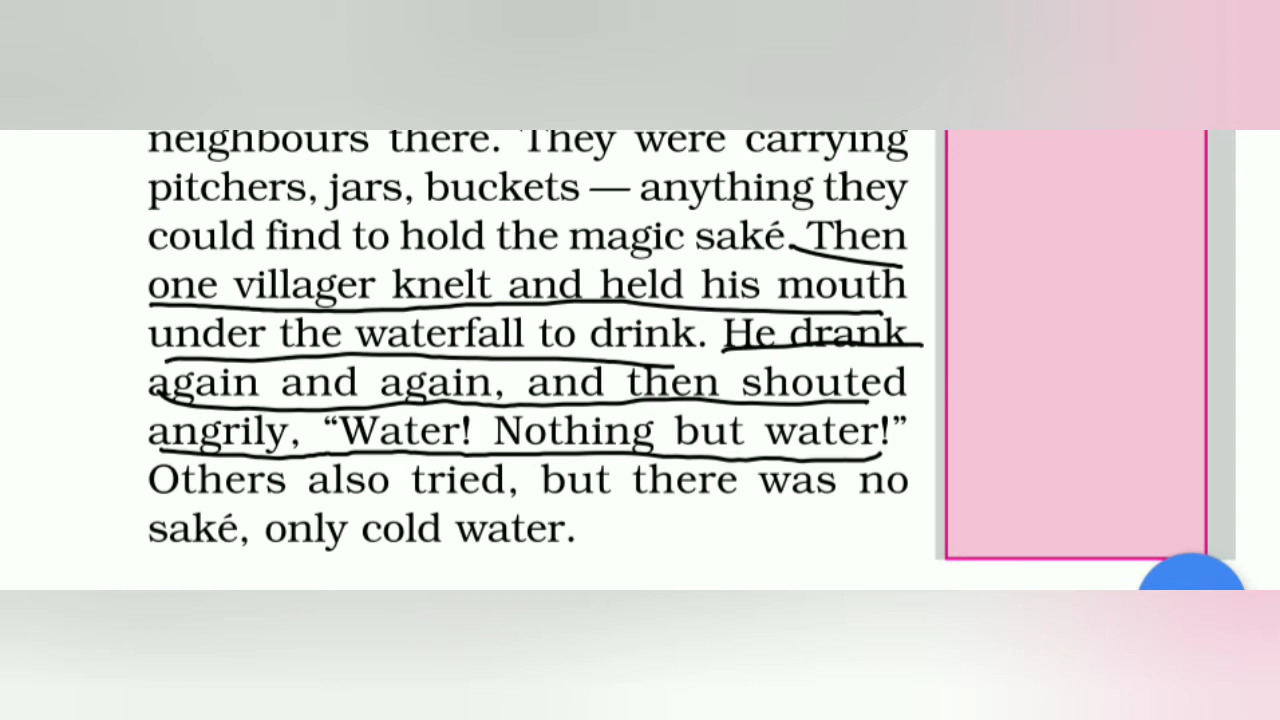 neighbours there. They were carrying
pitchers, jars, buckets — anything they
could find to hold the magic saké. Then
one villager knelt and held his mouth
under the waterfall to drink. He drank
again and again, and then shouted
angrily, “Water! Nothing but water!”
Others also tried, but there was no
saké, only cold water.